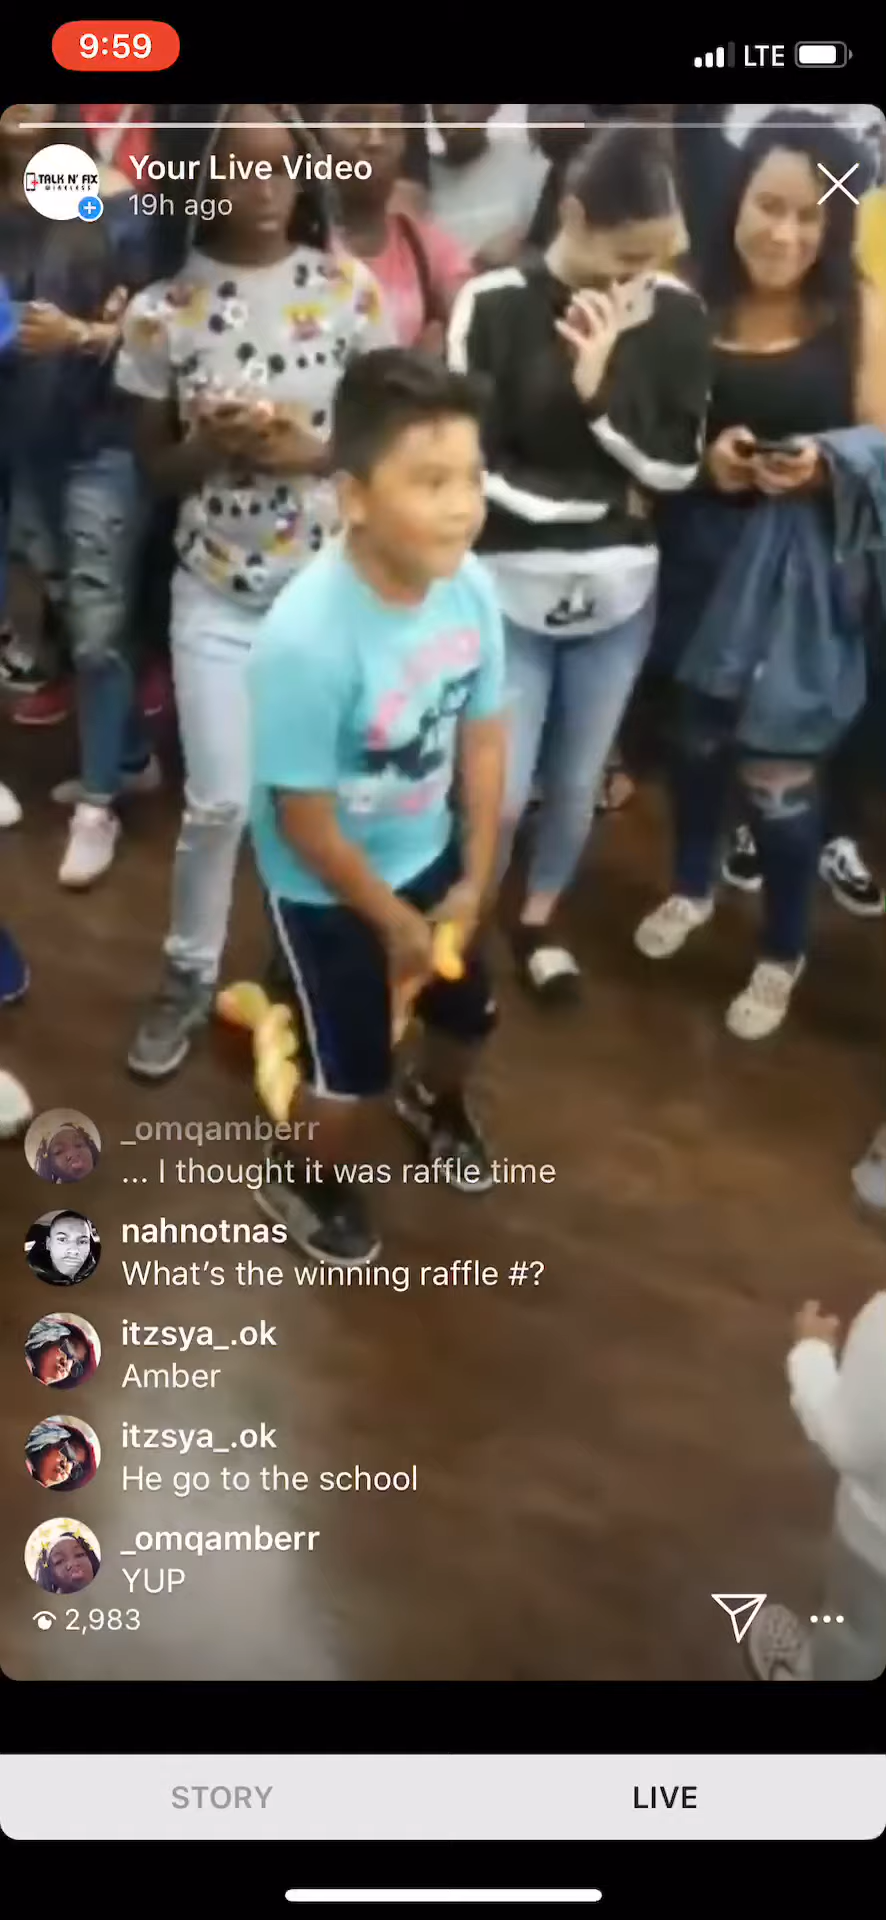 9:59
LTE
TALK N' FIX
WIRELESS
Your Live Video
19h ago
_omqamberr
... I thought it was raffle time
nahnotnas
What's the winning raffle #?
itzsya_.ok
Amber
itzsya_.ok
He go to the school
_omqamberr
YUP
2,983
STORY
LIVE